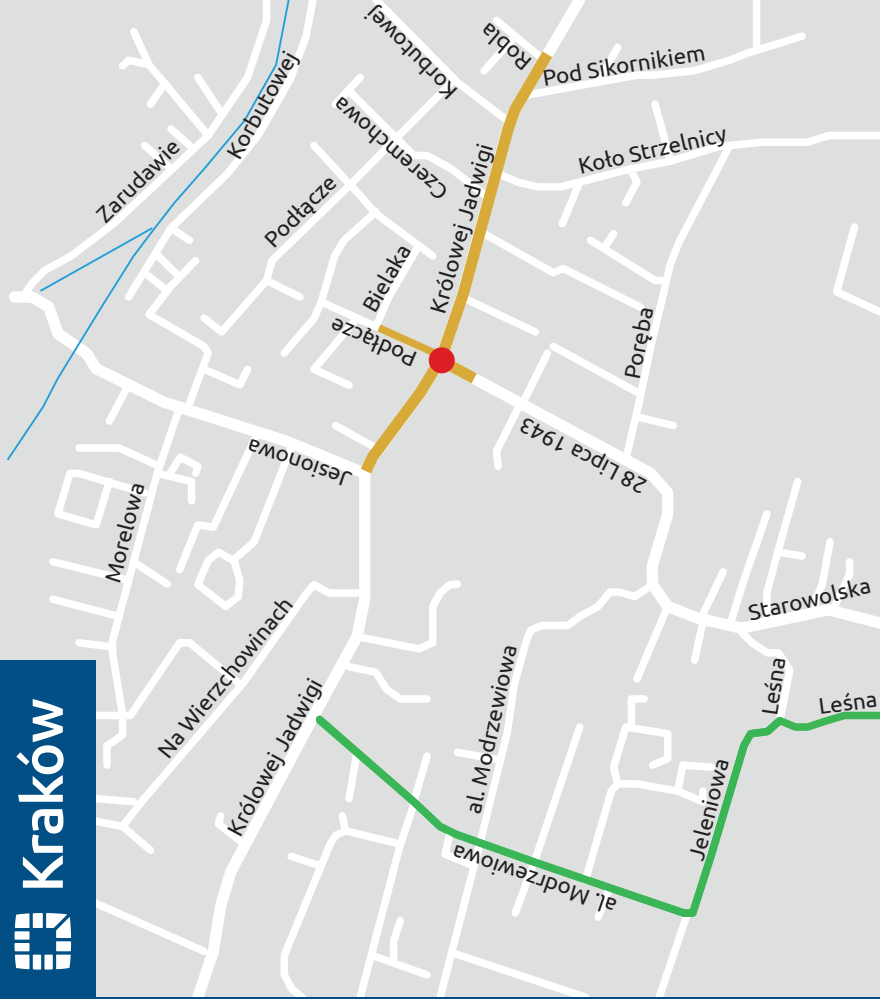 Korbutowej
Robla
Pod Sikornikiem
Korbutowej
Koło Strzelnicy
Czeremchowa
Zarudawie
Podłącze
Królowej Jadwigi
Bielaka
Podłącze
Poręba
28 Lipca 1943
Jesionowa
Morelowa
Starowolska
Na Wierzchowinach
Leśna
Leśna
Królowej Jadwigi
al. Modrzewiowa
Jeleniowa
al. Modrzewiowa
Kraków